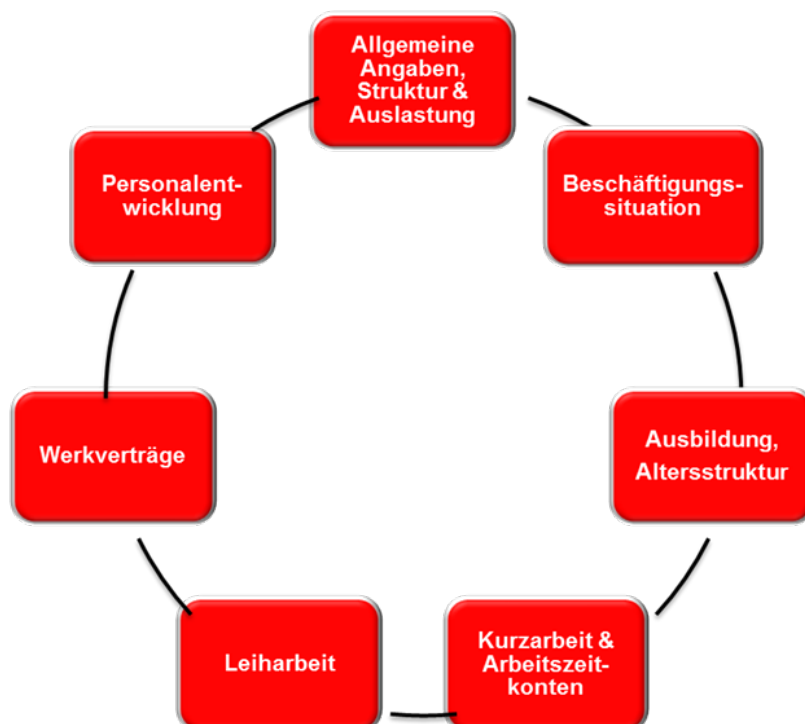 Allgemeine
Angaben,
Struktur &
Auslastung
Beschäftigungs-
situation
Ausbildung,
Altersstruktur
Kurzarbeit &
Arbeitszeit-
konten
Leiharbeit
Werkverträge
Personalent-
wicklung